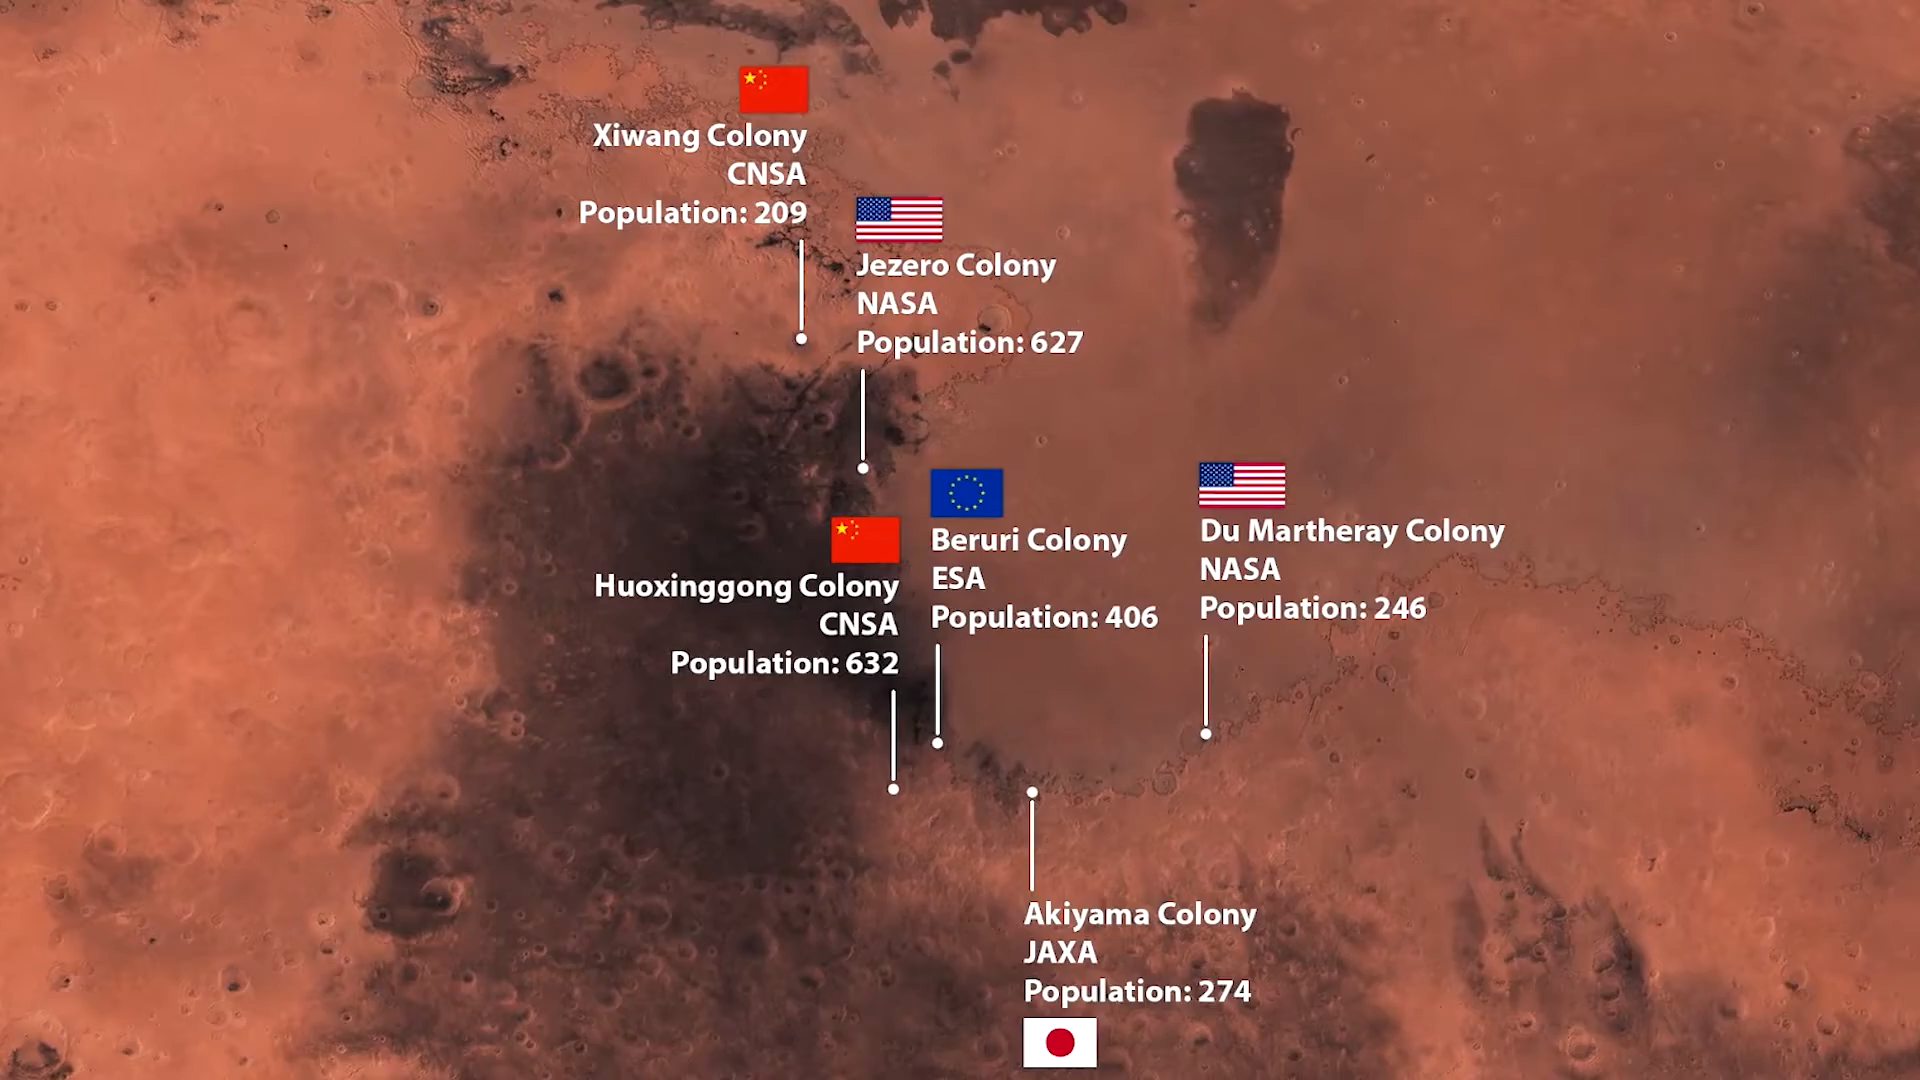 Xiwang Colony
CNSA
Population: 209
Jezero Colony
NASA
Population: 627
Huoxinggong Colony
CNSA
Population: 632
Beruri Colony
ESA
Population: 406
Du Martheray Colony
NASA
Population: 246
Akiyama Colony
JAXA
Population: 274